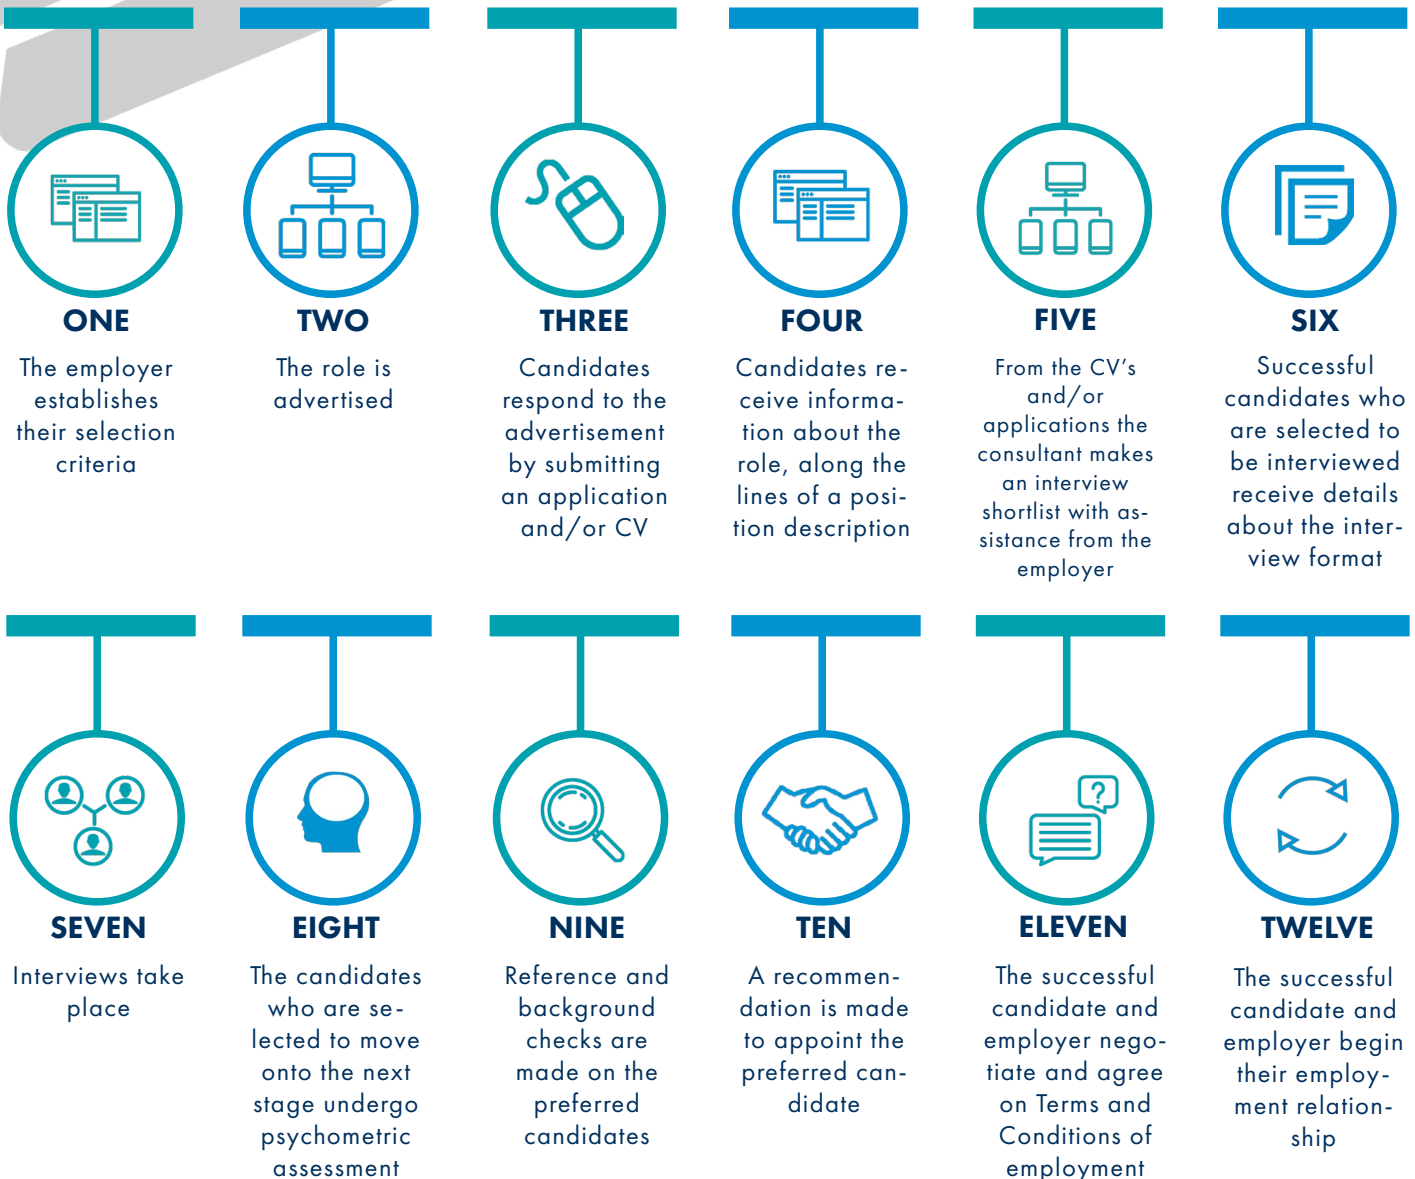 ONE
The employer
establishes
their selection
criteria
TWO
The role is
advertised
THREE
Candidates
respond to the
advertisement
by submitting
an application
and/or CV
FOUR
Candidates re-
ceive informa-
tion about the
role, along the
lines of a posi-
tion description
FIVE
From the CV's
and/or
applications the
consultant makes
an interview
shortlist with as-
sistance from the
employer
SIX
Successful
candidates who
are selected to
be interviewed
receive details
about the inter-
view format
SEVEN
Interviews take
place
EIGHT
The candidates
who are se-
lected to move
onto the next
stage undergo
psychometric
assessment
NINE
Reference and
background
checks are
made on the
preferred
candidates
TEN
A recommen-
dation is made
to appoint the
preferred can-
didate
?
ELEVEN
The successful
candidate and
employer nego-
tiate and agree
on Terms and
Conditions of
employment
TWELVE
The successful
candidate and
employer begin
their employ-
ment relation-
ship